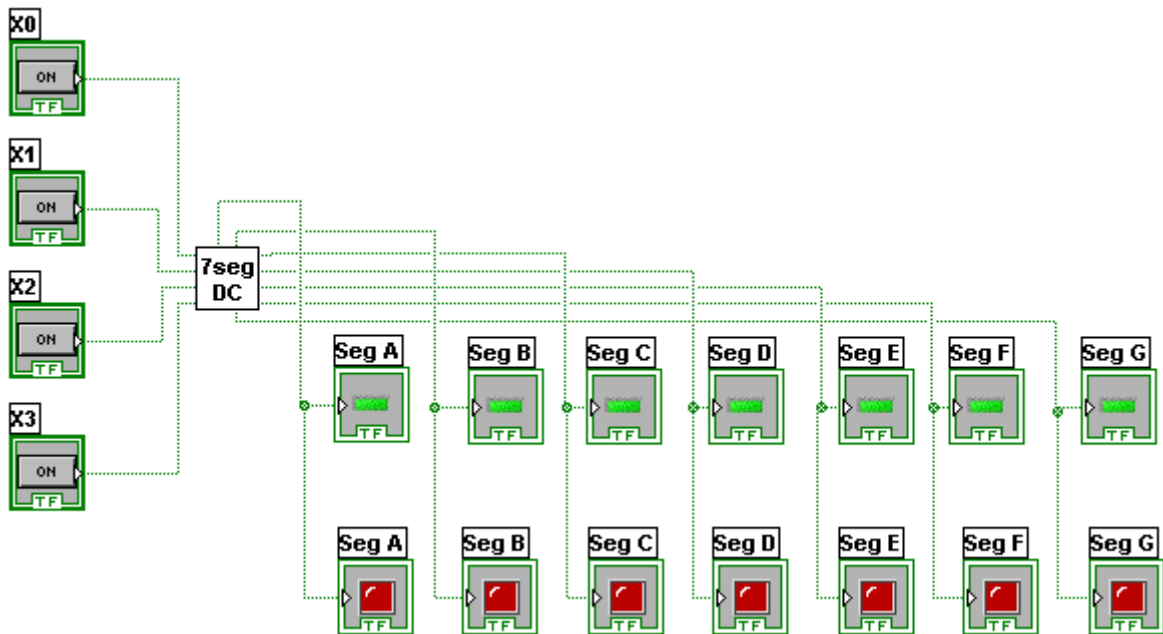 X0
ON
TF
X1
ON
TF
7seg
DC
X2
ON
TF
Seg A
Seg B
Seg C
Seg D
Seg E
Seg F
Seg G
TF
TF
TF
TF
TF
TF
TF
X3
ON
TF
Seg A
Seg B
Seg C
Seg D
Seg E
Seg F
Seg G
TF
TF
TF
TF
TF
TF
TF